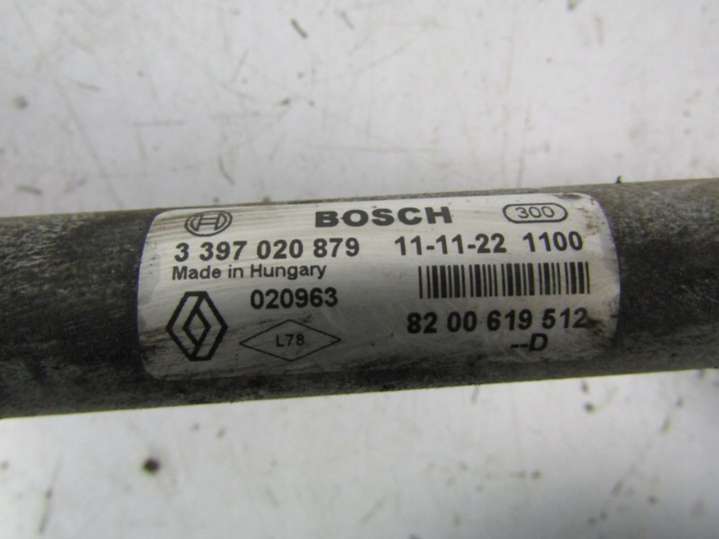 BOSCH 300
3 397 020 879 11-11-22 1100
Made in Hungary
020963
L78
82 00 619 512
--D